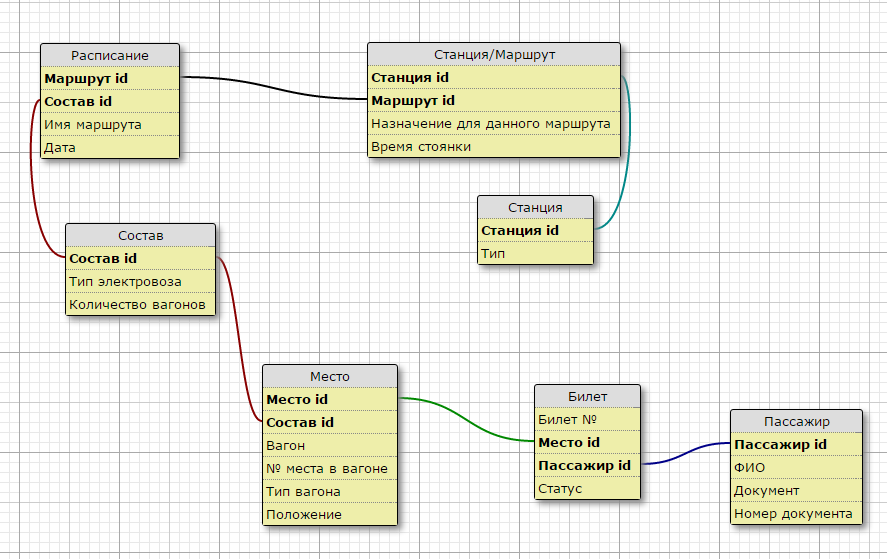 Расписание
Маршрут id
Состав id
Имя маршрута
Дата
Станция/Маршрут
Станция id
Маршрут id
Назначение для данного маршрута
Время стоянки
Станция
Станция id
Тип
Состав
Состав id
Тип электровоза
Количество вагонов
Место
Место id
Состав id
Вагон
№ места в вагоне
Тип вагона
Положение
Билет
Билет №
Место id
Пассажир id
Статус
Пассажир
Пассажир id
ФИО
Документ
Номер документа